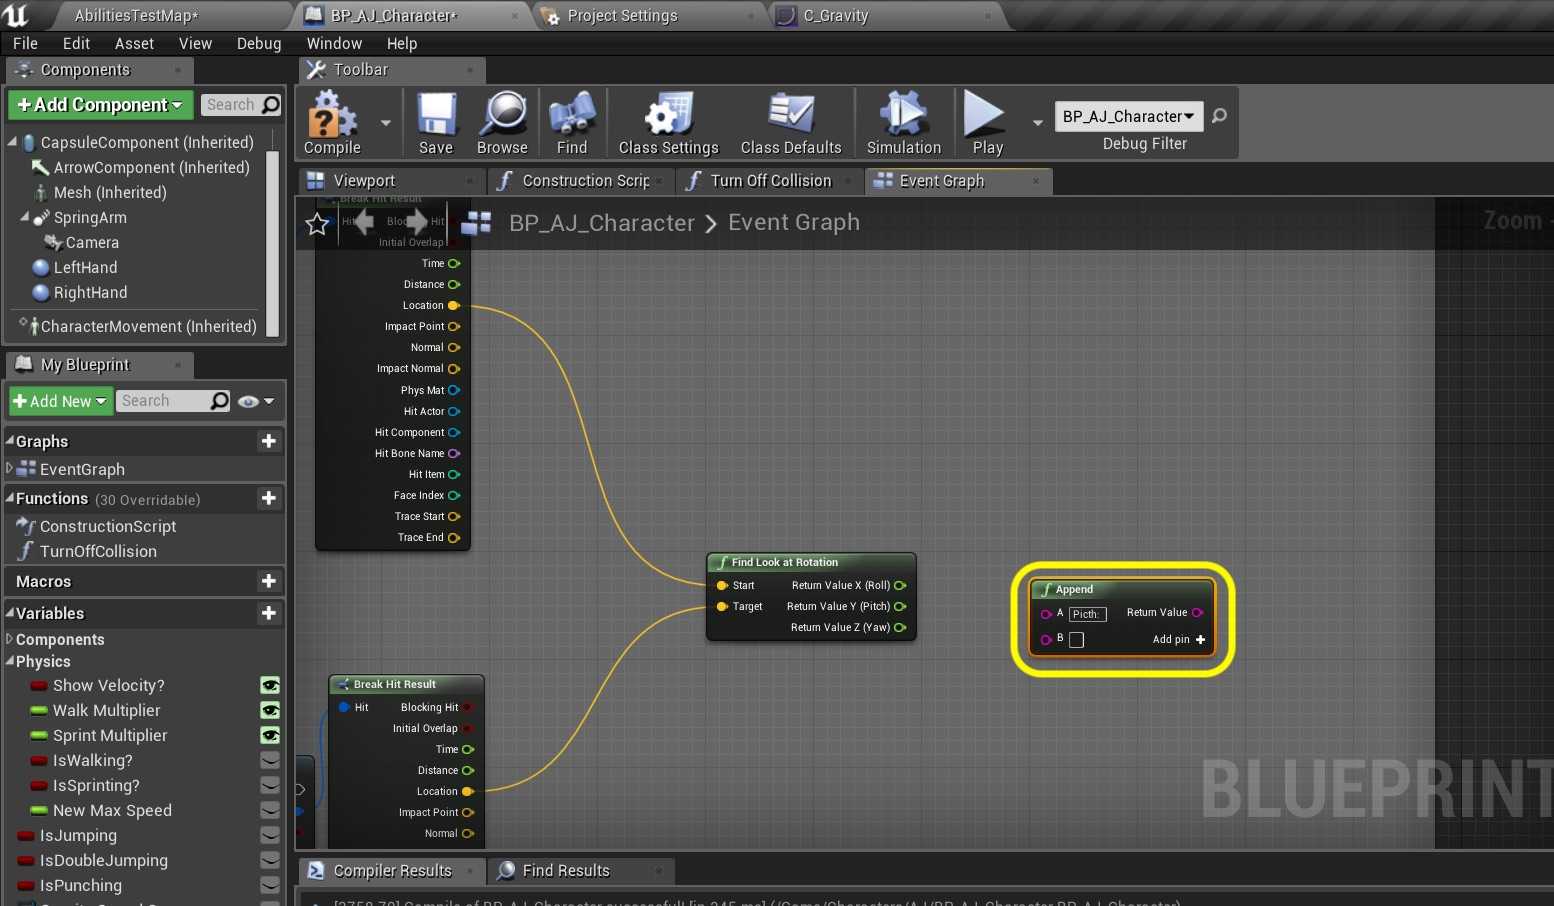 AbilitiesTestMap*
BP_AJ_Character*
Project Settings
C_Gravity
File Edit Asset View Debug Window Help
Components
Toolbar
+Add Component
Search
CapsuleComponent (Inherited)
ArrowComponent (Inherited)
Mesh (Inherited)
SpringArm
Camera
LeftHand
RightHand
CharacterMovement (Inherited)
Compile
Save
Browse
Find
Class Settings
Class Defaults
Simulation
Play
BP_AJ_Character
Debug Filter
Viewport
Construction Scrip
Turn Off Collision
Event Graph
BP_AJ_Character > Event Graph
Zoom -
My Blueprint
+Add New
Search
Graphs
EventGraph
Functions (30 Overridable)
ConstructionScript
TurnOffCollision
Macros
Variables
Components
Physics
Show Velocity?
Walk Multiplier
Sprint Multiplier
IsWalking?
IsSprinting?
New Max Speed
IsJumping
IsDoubleJumping
IsPunching
Break Hit Result
Hit
Blocking Hit
Initial Overlap
Time
Distance
Location
Impact Point
Normal
Impact Normal
Phys Mat
Hit Actor
Hit Component
Hit Bone Name
Hit Item
Face Index
Trace Start
Trace End
Find Look at Rotation
Start Return Value X (Roll)
Target Return Value Y (Pitch)
Return Value Z (Yaw)
Append
A Picth: Return Value
B Add pin +
Break Hit Result
Hit Blocking Hit
Initial Overlap
Time
Distance
Location
Impact Point
Normal
BLUEPRINT
Compiler Results
Find Results